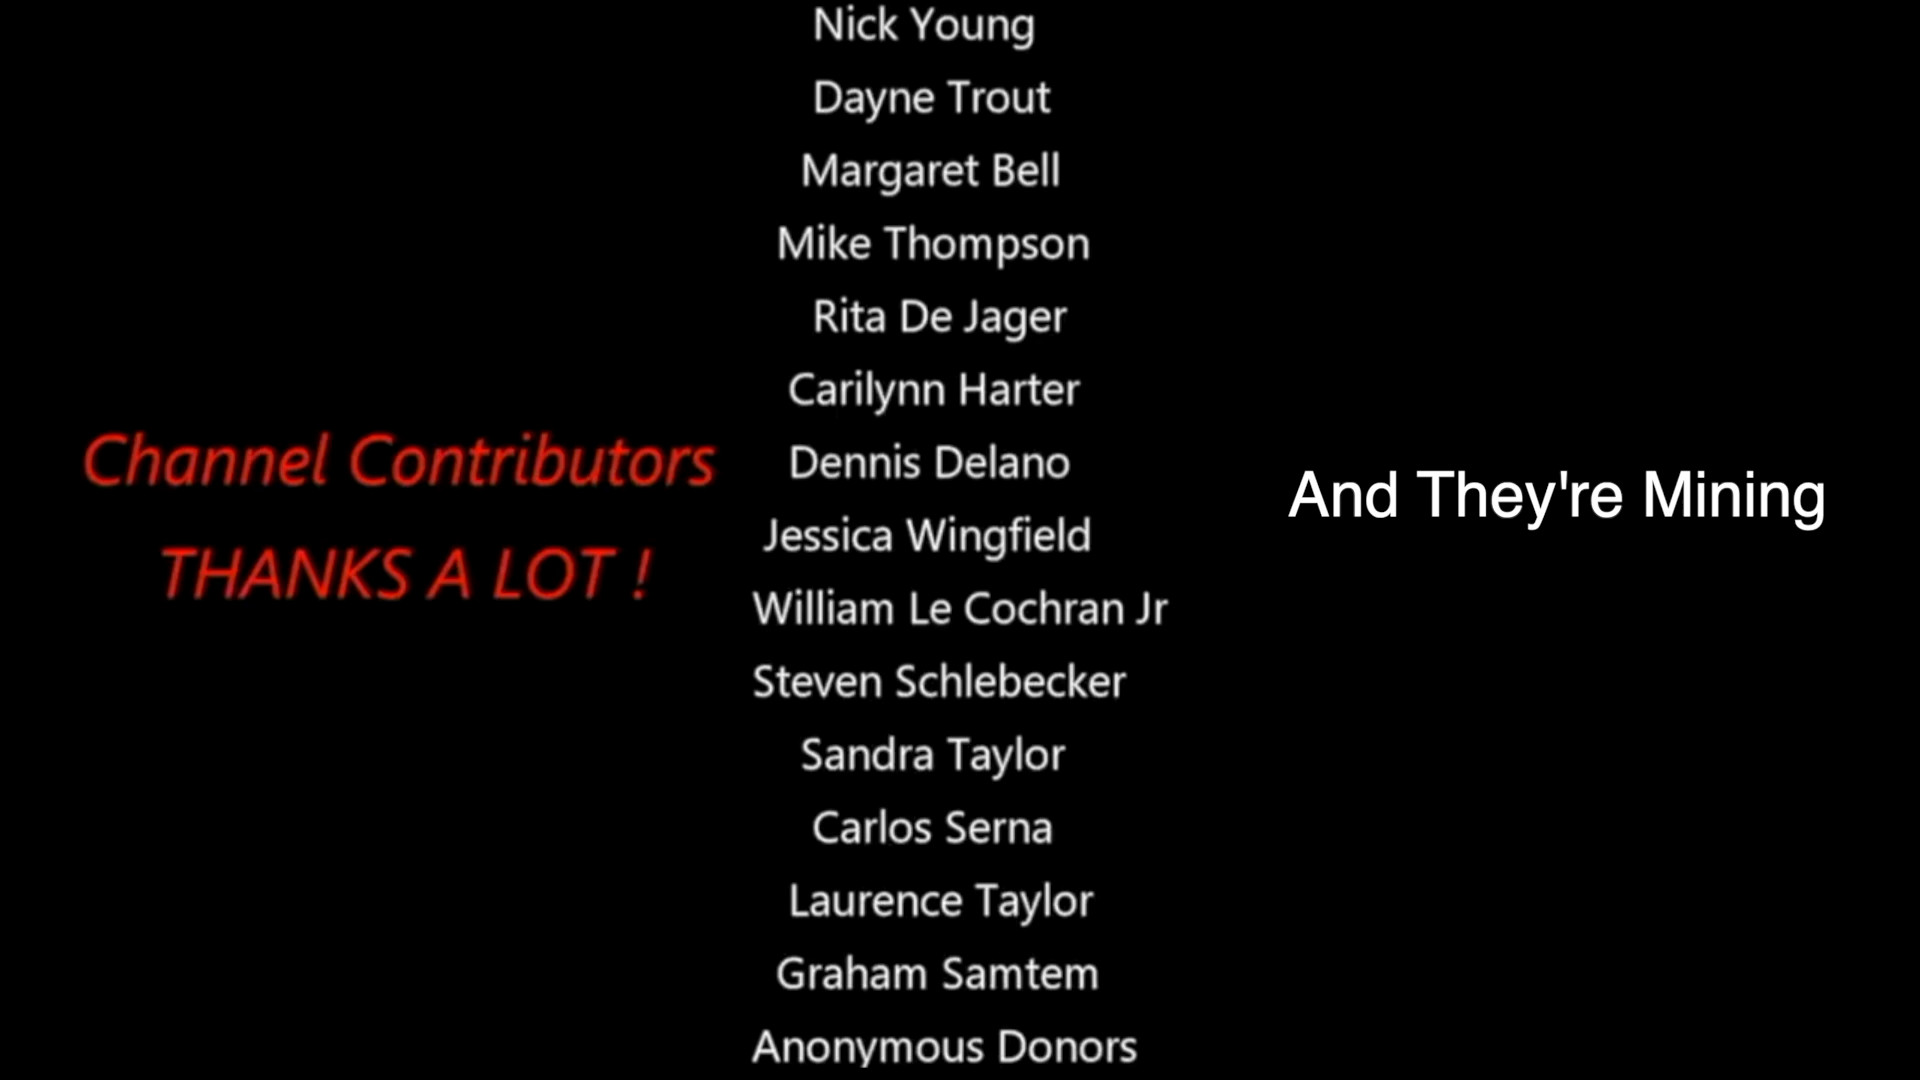 Channel Contributors
THANKS A LOT !
Nick Young
Dayne Trout
Margaret Bell
Mike Thompson
Rita De Jager
Carilynn Harter
Dennis Delano
Jessica Wingfield
William Le Cochran Jr
Steven Schlebecker
Sandra Taylor
Carlos Serna
Laurence Taylor
Graham Samtem
Anonymous Donors
And They're Mining